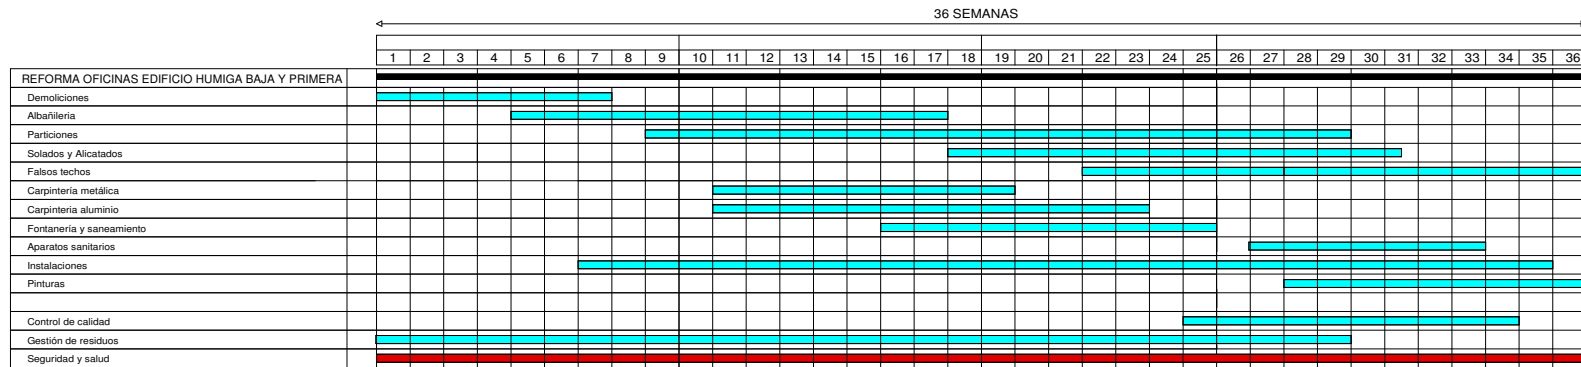 36 SEMANAS
1 2 3 4 5 6 7 8 9 10 11 12 13 14 15 16 17 18 19 20 21 22 23 24 25 26 27 28 29 30 31 32 33 34 35 36
REFORMA OFICINAS EDIFICIO HUMIGA BAJA Y PRIMERA
Demoliciones
Albañileria
Particiones
Solados y Alicatados
Falsos techos
Carpintería metálica
Carpinteria aluminio
Fontanería y saneamiento
Aparatos sanitarios
Instalaciones
Pinturas
Control de calidad
Gestión de residuos
Seguridad y salud